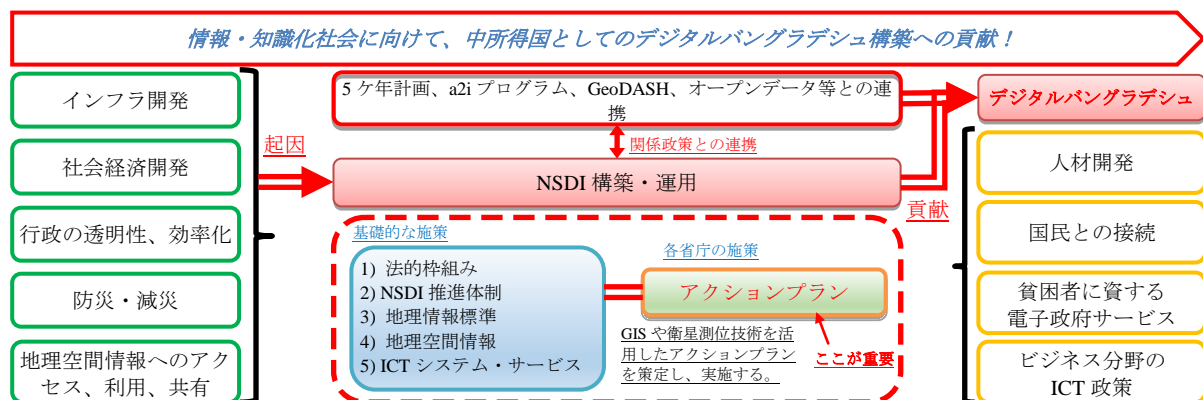 情報・知識化社会に向けて、中所得国としてのデジタルバングラデシュ構築への貢献！
インフラ開発
社会経済開発
行政の透明性、効率化
防災・減災
地理空間情報へのアク
セス、利用、共有
起因
5 ケ年計画、a2i プログラム、GeoDASH、オープンデータ等との連
携
関係政策との連携
NSDI 構築・運用
基礎的な施策
1) 法的枠組み
2) NSDI 推進体制
3) 地理情報標準
4) 地理空間情報
5) ICT システム・サービス
各省庁の施策
アクションプラン
GIS や衛星測位技術を活
用したアクションプラン
を策定し、実施する。
ここが重要
貢献
デジタルバングラデシュ
人材開発
国民との接続
貧困者に資する
電子政府サービス
ビジネス分野の
ICT 政策